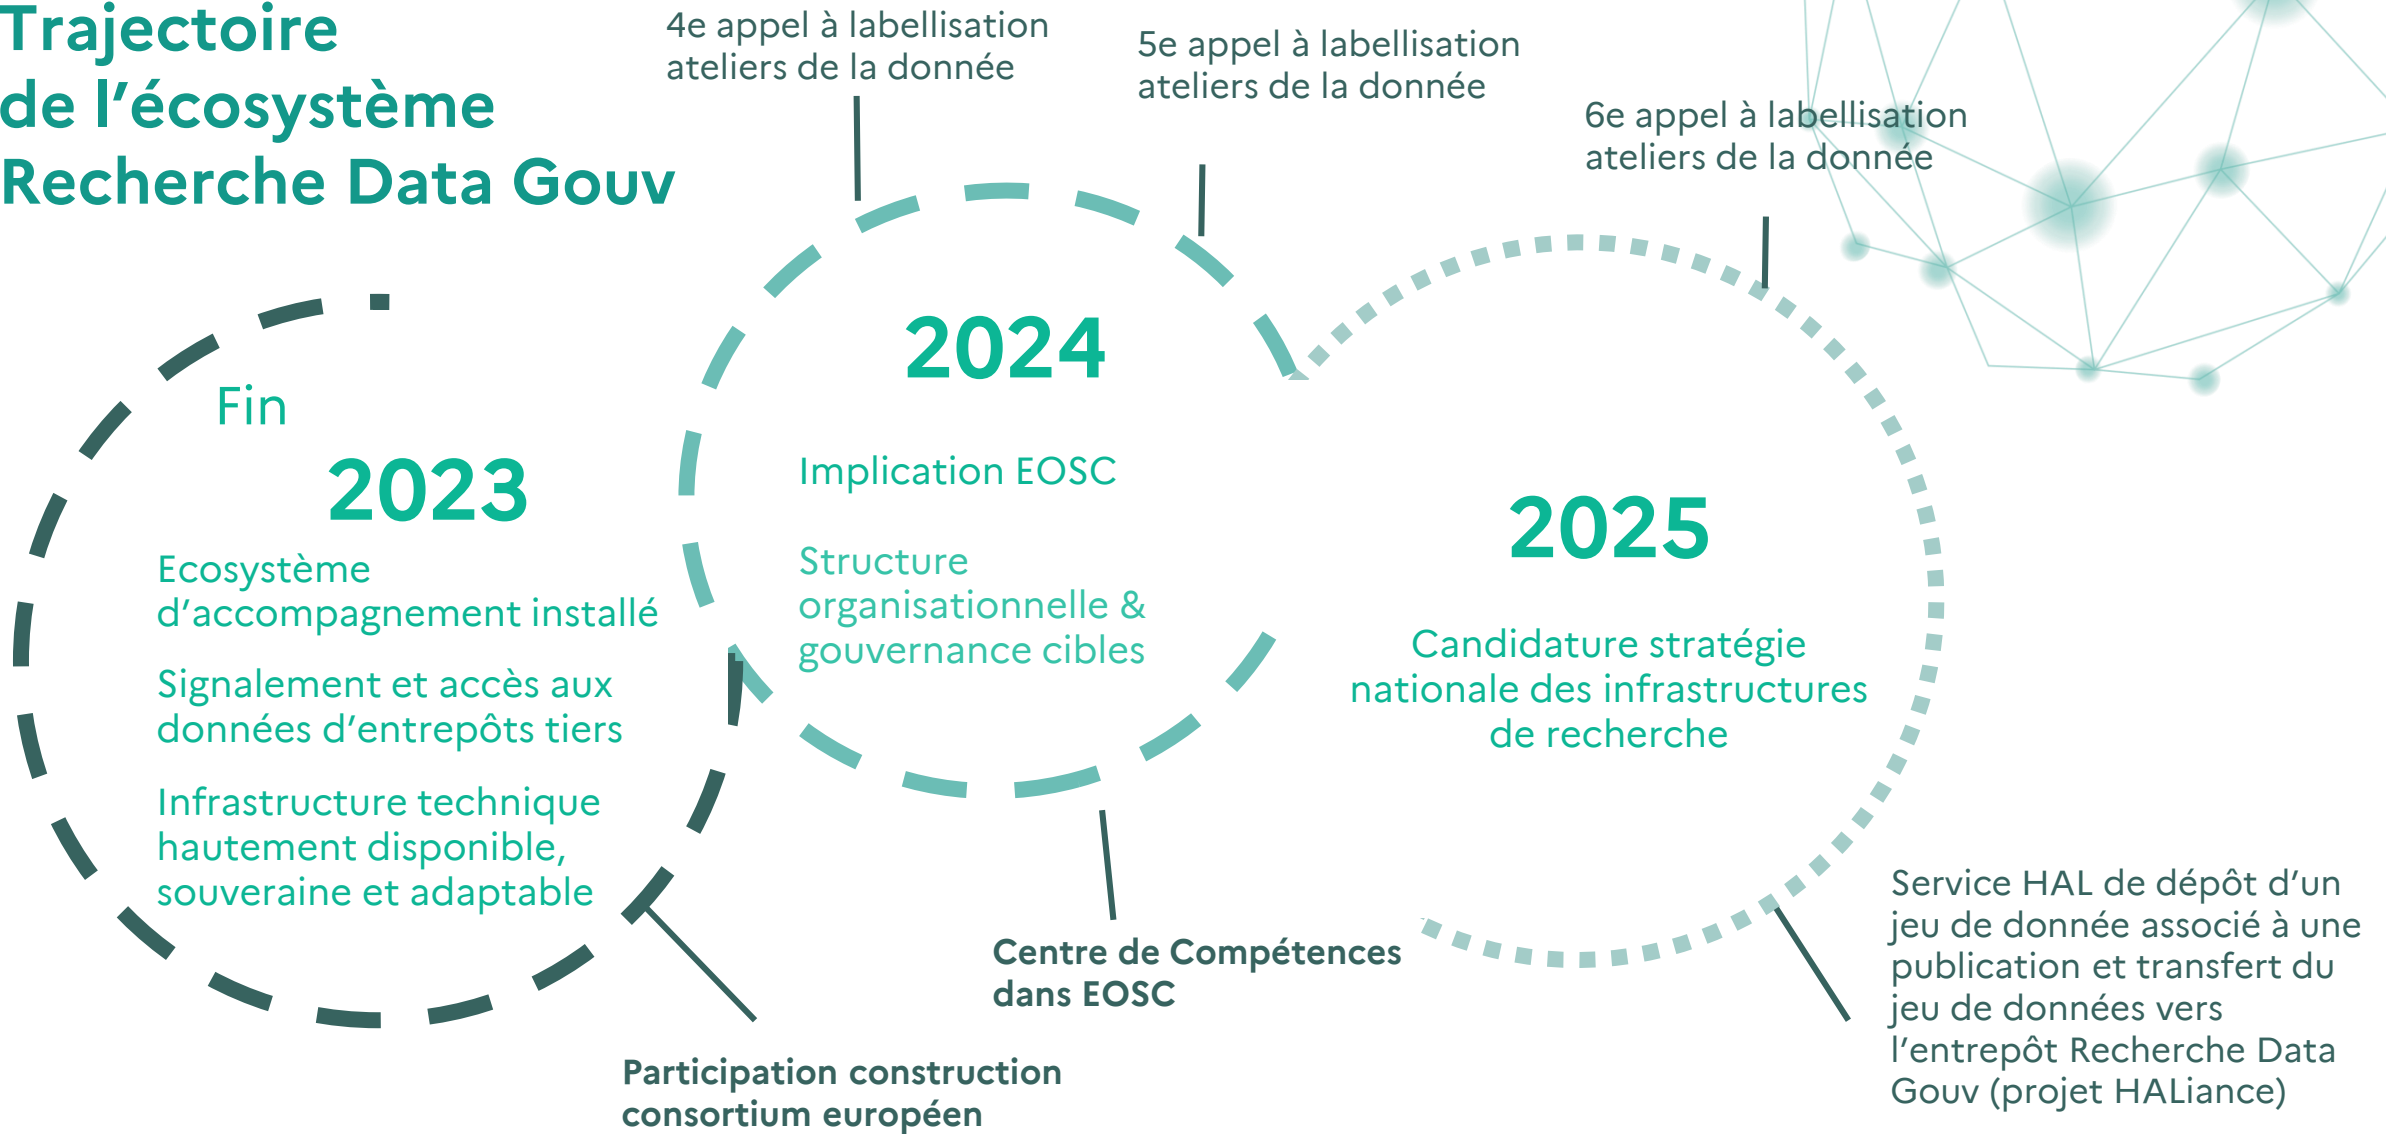 Trajectoire
de l'écosystème
Recherche Data Gouv
4e appel à labellisation
ateliers de la donnée
5e appel à labellisation
ateliers de la donnée
6e appel à labellisation
ateliers de la donnée
Fin
2023
Ecosystème
d'accompagnement installé
Signalement et accès aux
données d'entrepôts tiers
Infrastructure technique
hautement disponible,
souveraine et adaptable
Participation construction
consortium européen
2024
Implication EOSC
Structure
organisationnelle &
gouvernance cibles
Centre de Compétences
dans EOSC
2025
Candidature stratégie
nationale des infrastructures
de recherche
Service HAL de dépôt d'un
jeu de donnée associé à une
publication et transfert du
jeu de données vers
l'entrepôt Recherche Data
Gouv (projet HALiance)